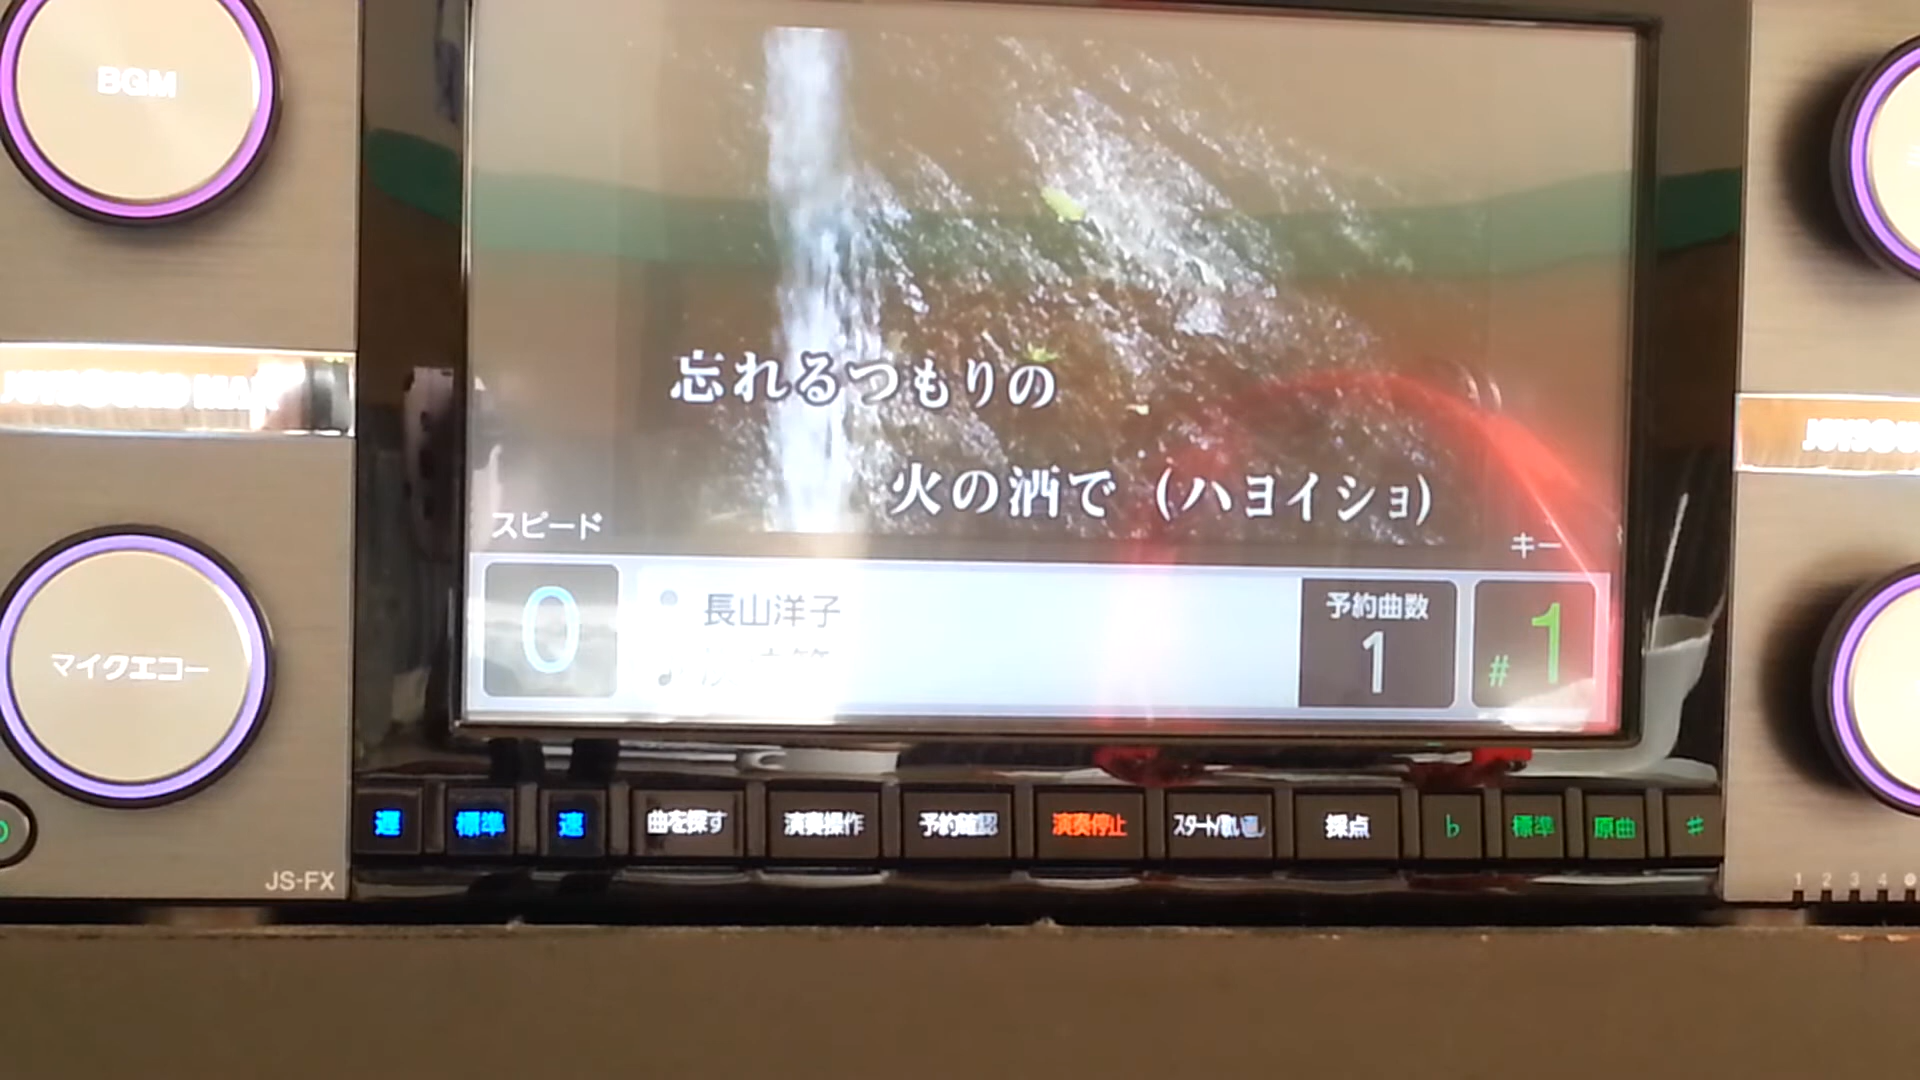 BGM
忘れるつもりの
火の酒で (ハヨイショ)
スピード
キー
0
長山洋子
予約曲数
1
♯1
マイクエコー
遅 標準 速 曲を探す 演奏操作 予約確認 演奏停止 スタート/歌い直し 採点 ♭ 標準 原曲 ♯
JS-FX
1 2 3 4